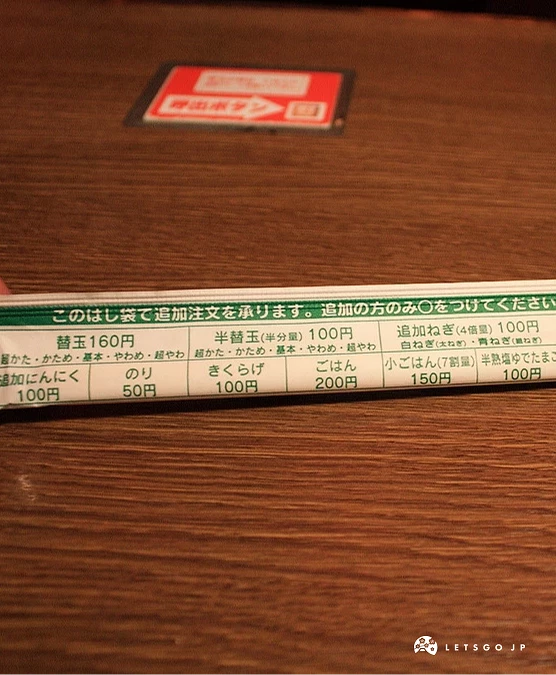 呼出ボタン
このはし袋で追加注文を承ります。追加の方のみ○をつけてください
替玉160円
超かた・かため・基本・やわめ・超やわ
半替玉(半分量) 100円
超かた・かため・基本・やわめ・超やわ
追加ねぎ(4倍量) 100円
白ねぎ(太ねぎ)・青ねぎ(細ねぎ)
追加にんにく
100円
のり
50円
きくらげ
100円
ごはん
200円
小ごはん(7割量)
150円
半熟塩ゆでたまご
100円
LETSGO JP